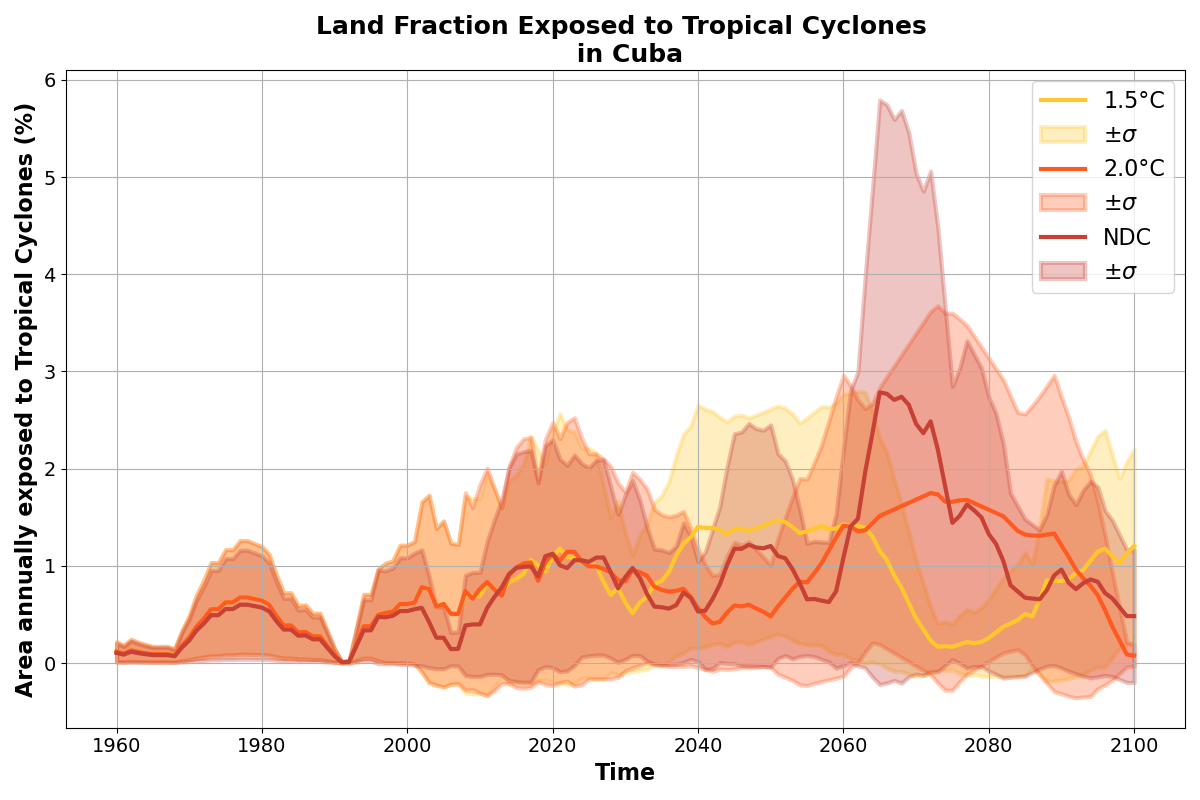 Land Fraction Exposed to Tropical Cyclones
in Cuba
Area annually exposed to Tropical Cyclones (%)
6
5
4
3
2
1
0
1960 1980 2000 2020 2040 2060 2080 2100
Time
1.5°C
±σ
2.0°C
±σ
NDC
±σ